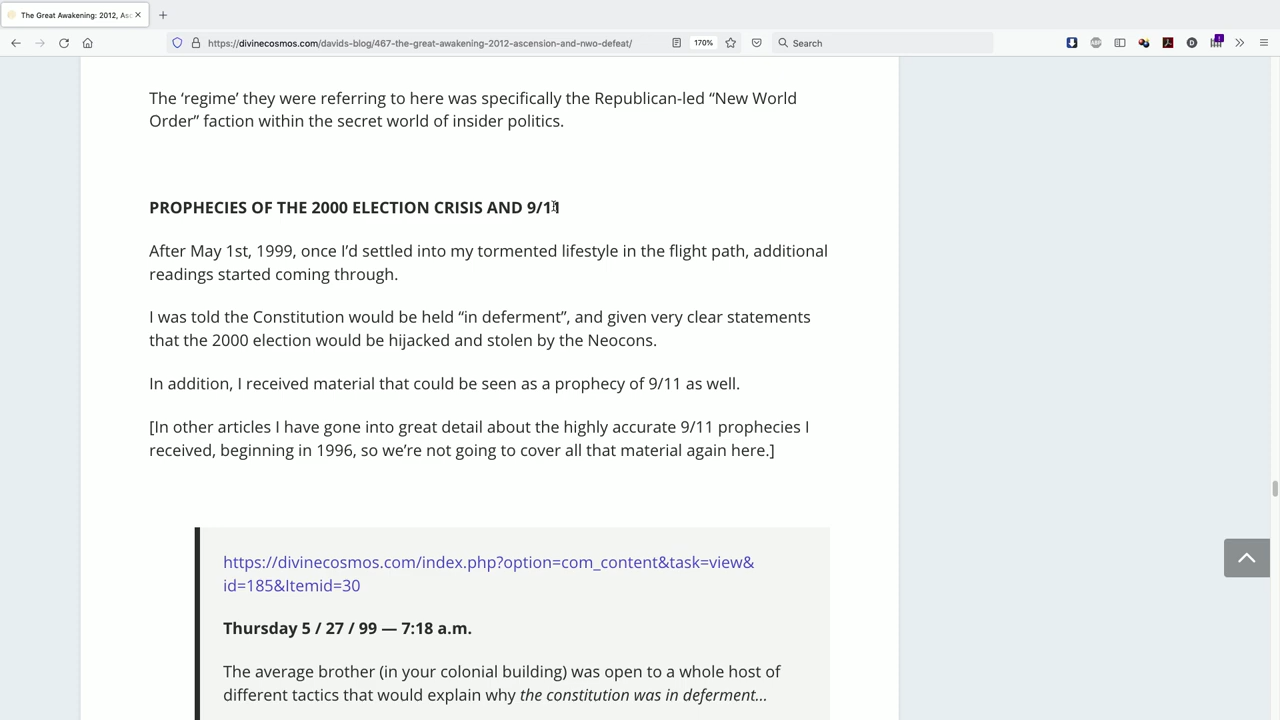 The Great Awakening: 2012, Asc
https://divinecosmos.com/davids-blog/467-the-great-awakening-2012-ascension-and-nwo-defeat/
170%
Search
The ‘regime’ they were referring to here was specifically the Republican-led “New World
Order” faction within the secret world of insider politics.
PROPHECIES OF THE 2000 ELECTION CRISIS AND 9/11
After May 1st, 1999, once I’d settled into my tormented lifestyle in the flight path, additional
readings started coming through.
I was told the Constitution would be held “in deferment”, and given very clear statements
that the 2000 election would be hijacked and stolen by the Neocons.
In addition, I received material that could be seen as a prophecy of 9/11 as well.
[In other articles I have gone into great detail about the highly accurate 9/11 prophecies I
received, beginning in 1996, so we’re not going to cover all that material again here.]
https://divinecosmos.com/index.php?option=com_content&task=view&
id=185&Itemid=30
Thursday 5 / 27 / 99 — 7:18 a.m.
The average brother (in your colonial building) was open to a whole host of
different tactics that would explain why the constitution was in deferment…